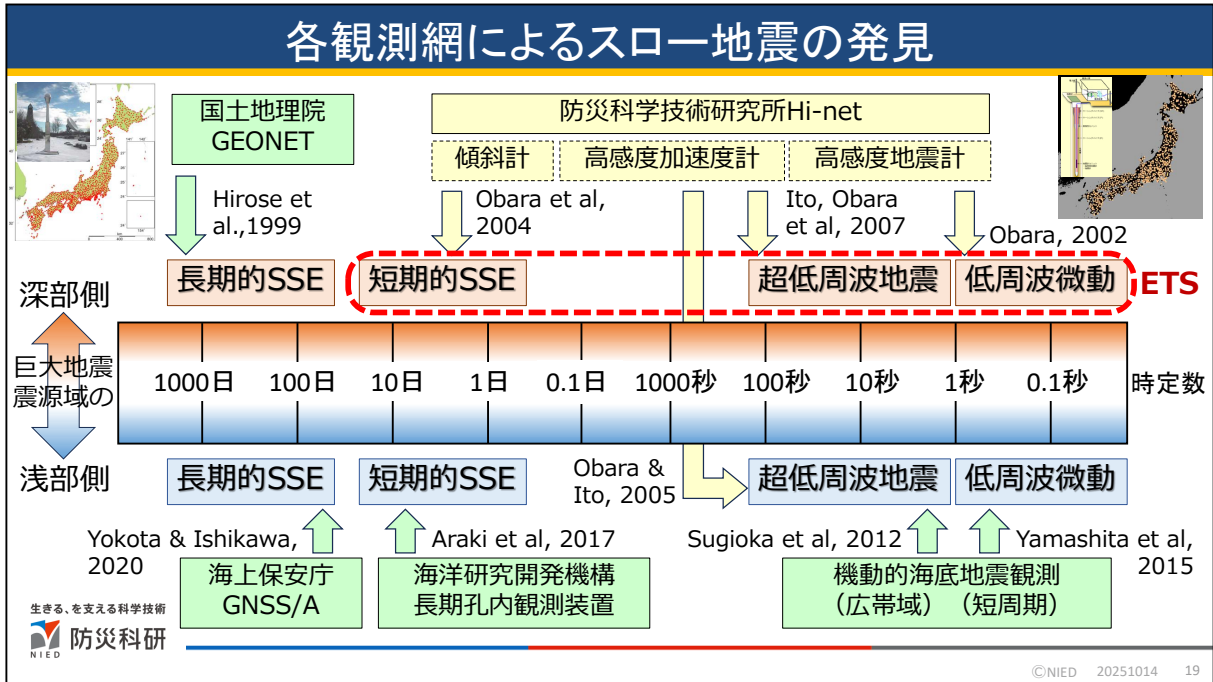 各観測網によるスロー地震の発見
国土地理院
GEONET
防災科学技術研究所Hi-net
傾斜計
高感度加速度計
高感度地震計
Hirose et
al.,1999
Obara et al,
2004
Ito, Obara
et al, 2007
Obara, 2002
長期的SSE
短期的SSE
超低周波地震
低周波微動
ETS
深部側
巨大地震
震源域の
浅部側
1000日
100日
10日
1日
0.1日
1000秒
100秒
10秒
1秒
0.1秒
時定数
長期的SSE
短期的SSE
Obara &
Ito, 2005
超低周波地震
低周波微動
Yokota & Ishikawa,
2020
Araki et al, 2017
Sugioka et al, 2012
Yamashita et al,
2015
海上保安庁
GNSS/A
海洋研究開発機構
長期孔内観測装置
機動的海底地震観測
（広帯域）（短周期）
生きる、を支える科学技術
防災科研
NIED
©NIED 20251014 19